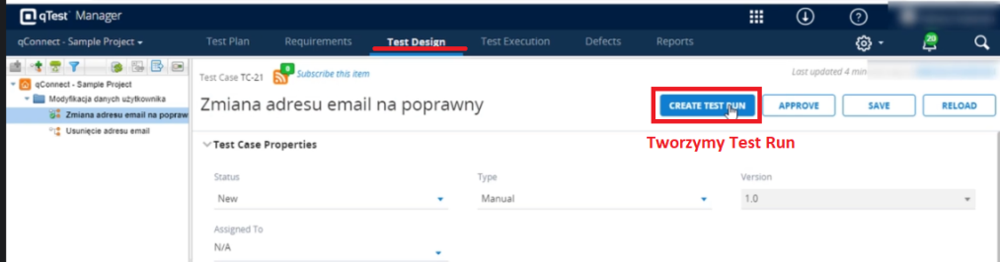 qTest Manager
qConnect - Sample Project
Test Plan
Requirements
Test Design
Test Execution
Defects
Reports
20
qConnect - Sample Project
Modyfikacja danych użytkownika
Zmiana adresu email na popraw
Usunięcie adresu email
Test Case TC-21
0
Subscribe this item
Last updated 4 min
Zmiana adresu email na poprawny
CREATE TEST RUN
APPROVE
SAVE
RELOAD
Tworzymy Test Run
Test Case Properties
Status
Type
Version
New
Manual
1.0
Assigned To
N/A